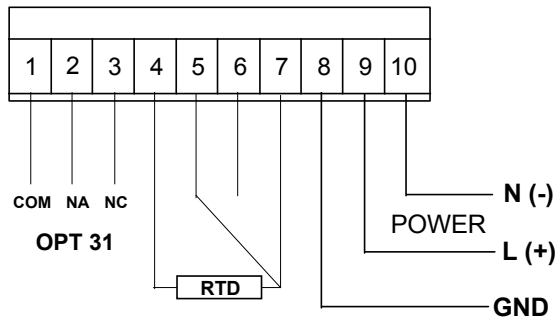 1 2 3 4 5 6 7 8 9 10
COM NA NC
N (-)
POWER
OPT 31
L (+)
RTD
GND